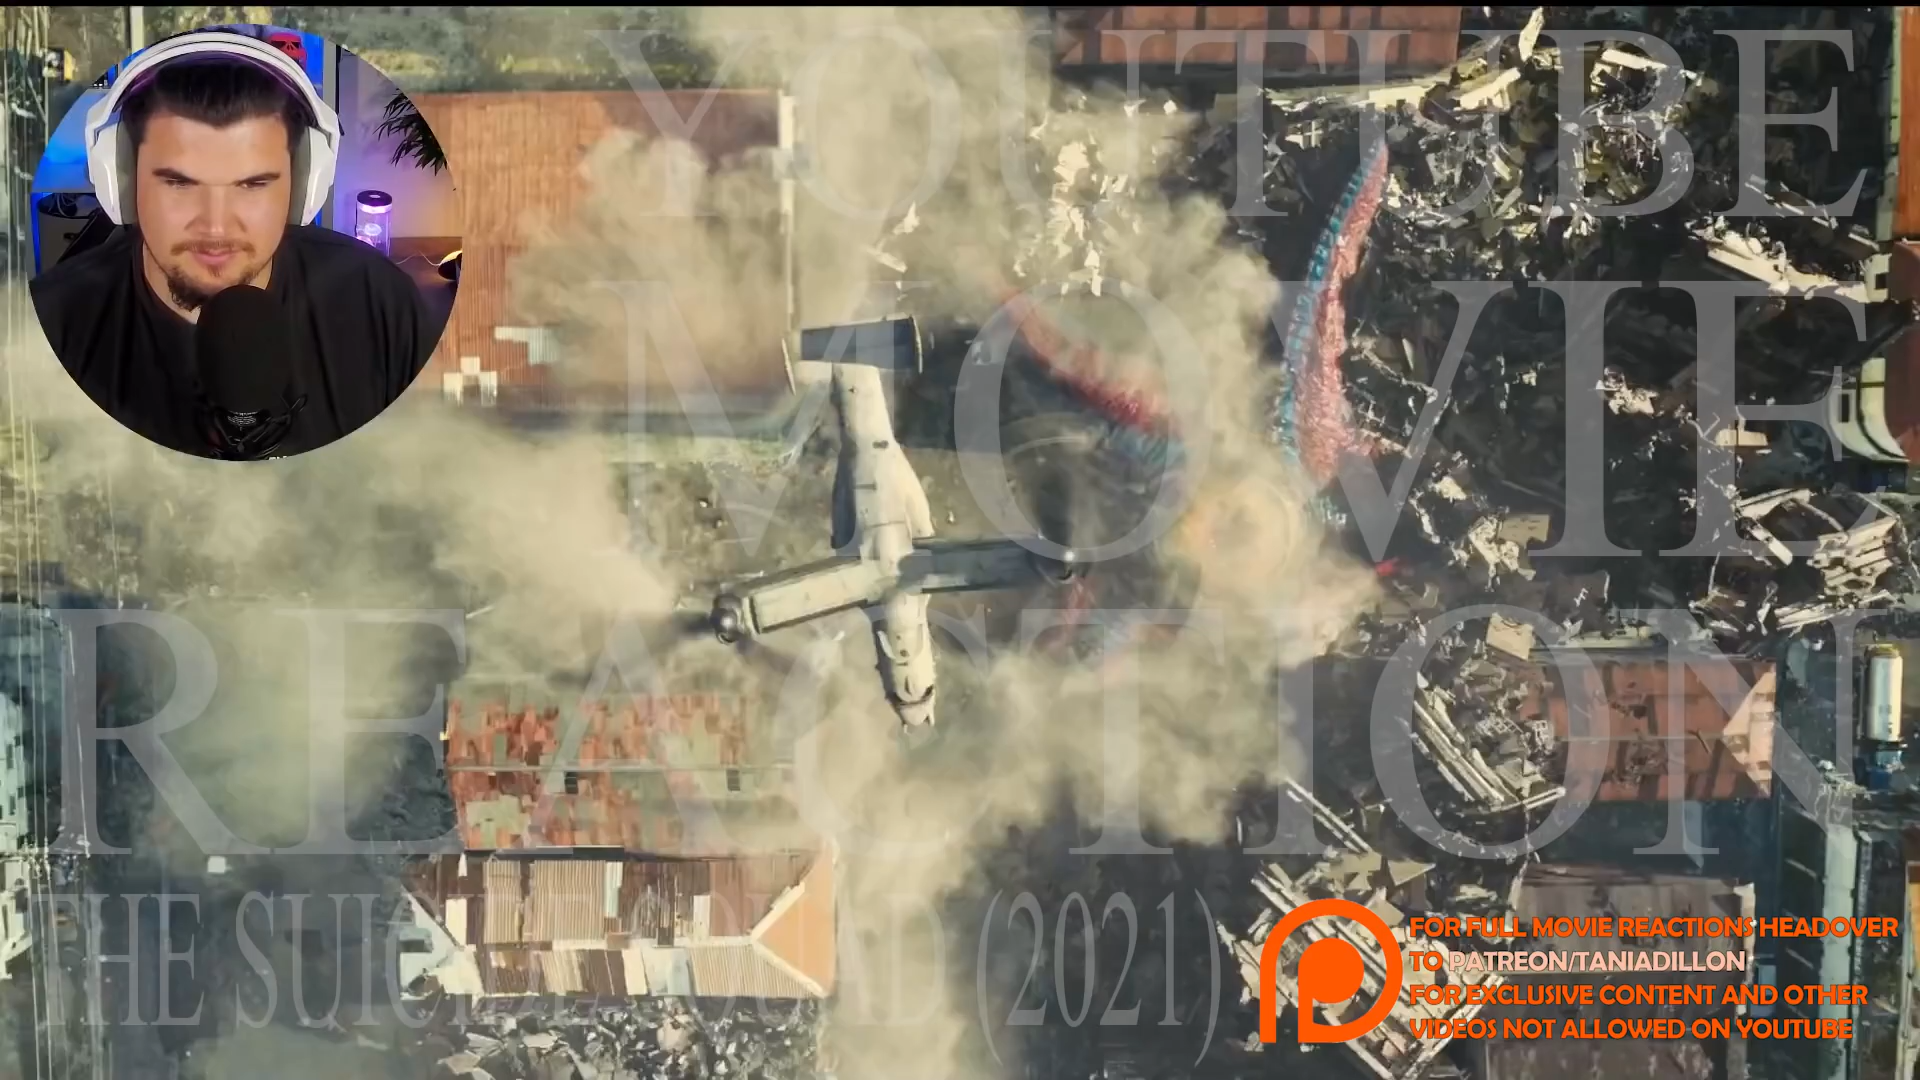 YOUTUBE
MOVIE
REACTION
THE SUICIDE SQUAD (2021)
FOR FULL MOVIE REACTIONS HEADOVER
TO PATREON/TANIADILLON
FOR EXCLUSIVE CONTENT AND OTHER
VIDEOS NOT ALLOWED ON YOUTUBE